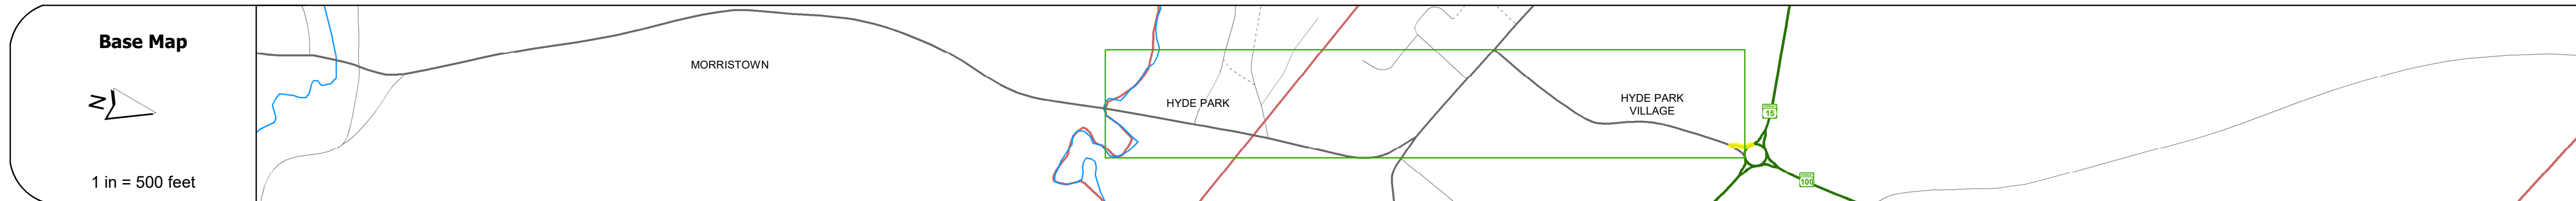 Base Map
N
1 in = 500 feet
MORRISTOWN
HYDE PARK
HYDE PARK
VILLAGE
15
100